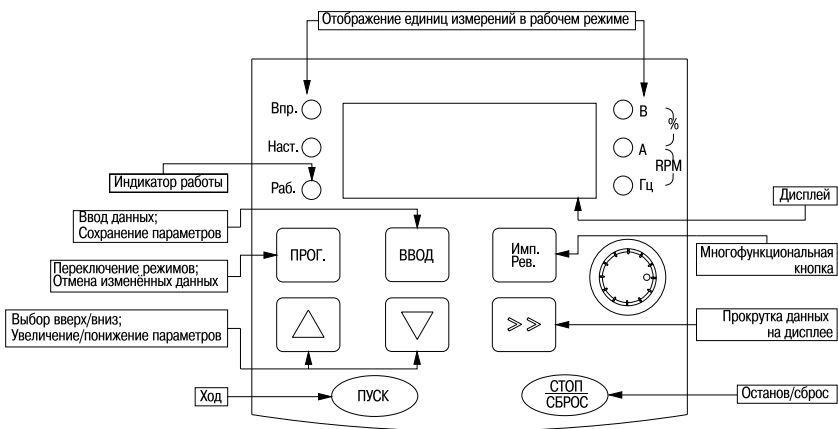 Отображение единиц измерений в рабочем режиме
Впр.
В
%
Наст.
А
RPM
Индикатор работы
Раб.
Гц
Дисплей
Ввод данных;
Сохранение параметров
ПРОГ.
ВВОД
Имп.
Рев.
Многофункциональная
кнопка
Переключение режимов;
Отмена изменённых данных
Выбор вверх/вниз;
Увеличение/понижение параметров
>>
Прокрутка данных
на дисплее
Ход
ПУСК
СТОП
СБРОС
Останов/сброс